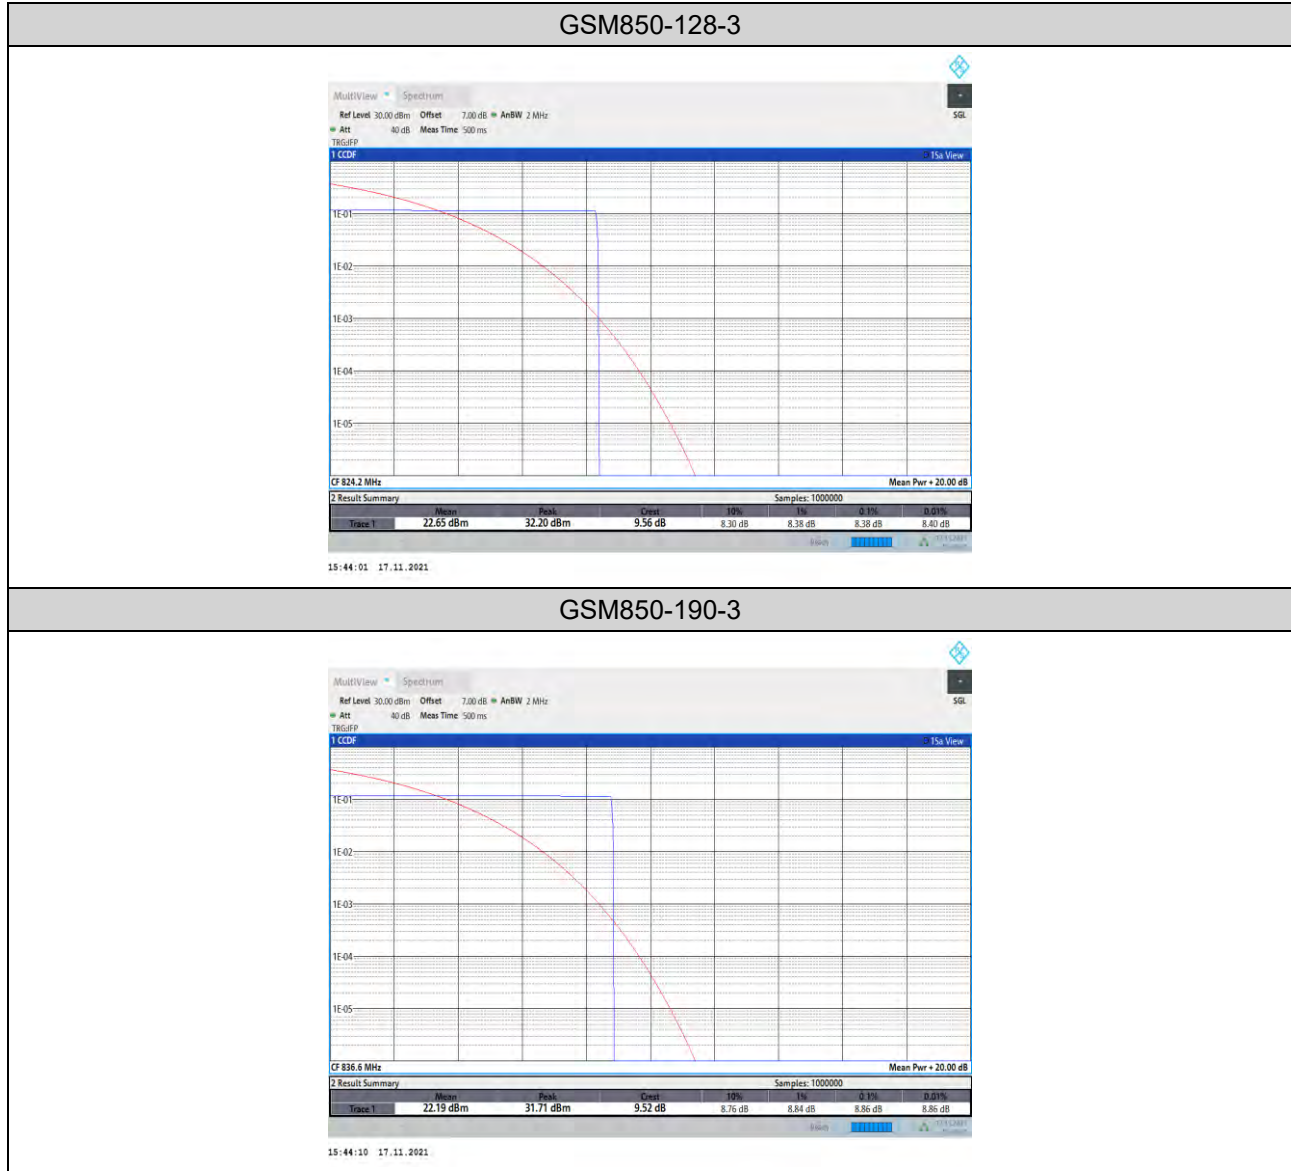 GSM850-128-3
MultiView Spectrum
Ref Level 30.00 dBm Offset 7.00 dB AnBW 2 MHz
SGL
Att 40 dB Meas Time 500 ms
TRG:IFP
1 CCDF
1Sa View
1E-01
1E-02
1E-03
1E-04
1E-05
CF 824.2 MHz Mean Pwr + 20.00 dB
2 Result Summary Samples: 1000000
Mean Peak Crest 10% 1% 0.1% 0.01%
Trace 1 22.65 dBm 32.20 dBm 9.56 dB 8.30 dB 8.38 dB 8.38 dB 8.40 dB
15:44:01 17.11.2021
GSM850-190-3
MultiView Spectrum
Ref Level 30.00 dBm Offset 7.00 dB AnBW 2 MHz
SGL
Att 40 dB Meas Time 500 ms
TRG:IFP
1 CCDF
1Sa View
1E-01
1E-02
1E-03
1E-04
1E-05
CF 836.6 MHz Mean Pwr + 20.00 dB
2 Result Summary Samples: 1000000
Mean Peak Crest 10% 1% 0.1% 0.01%
Trace 1 22.19 dBm 31.71 dBm 9.52 dB 8.76 dB 8.84 dB 8.86 dB 8.86 dB
15:44:10 17.11.2021